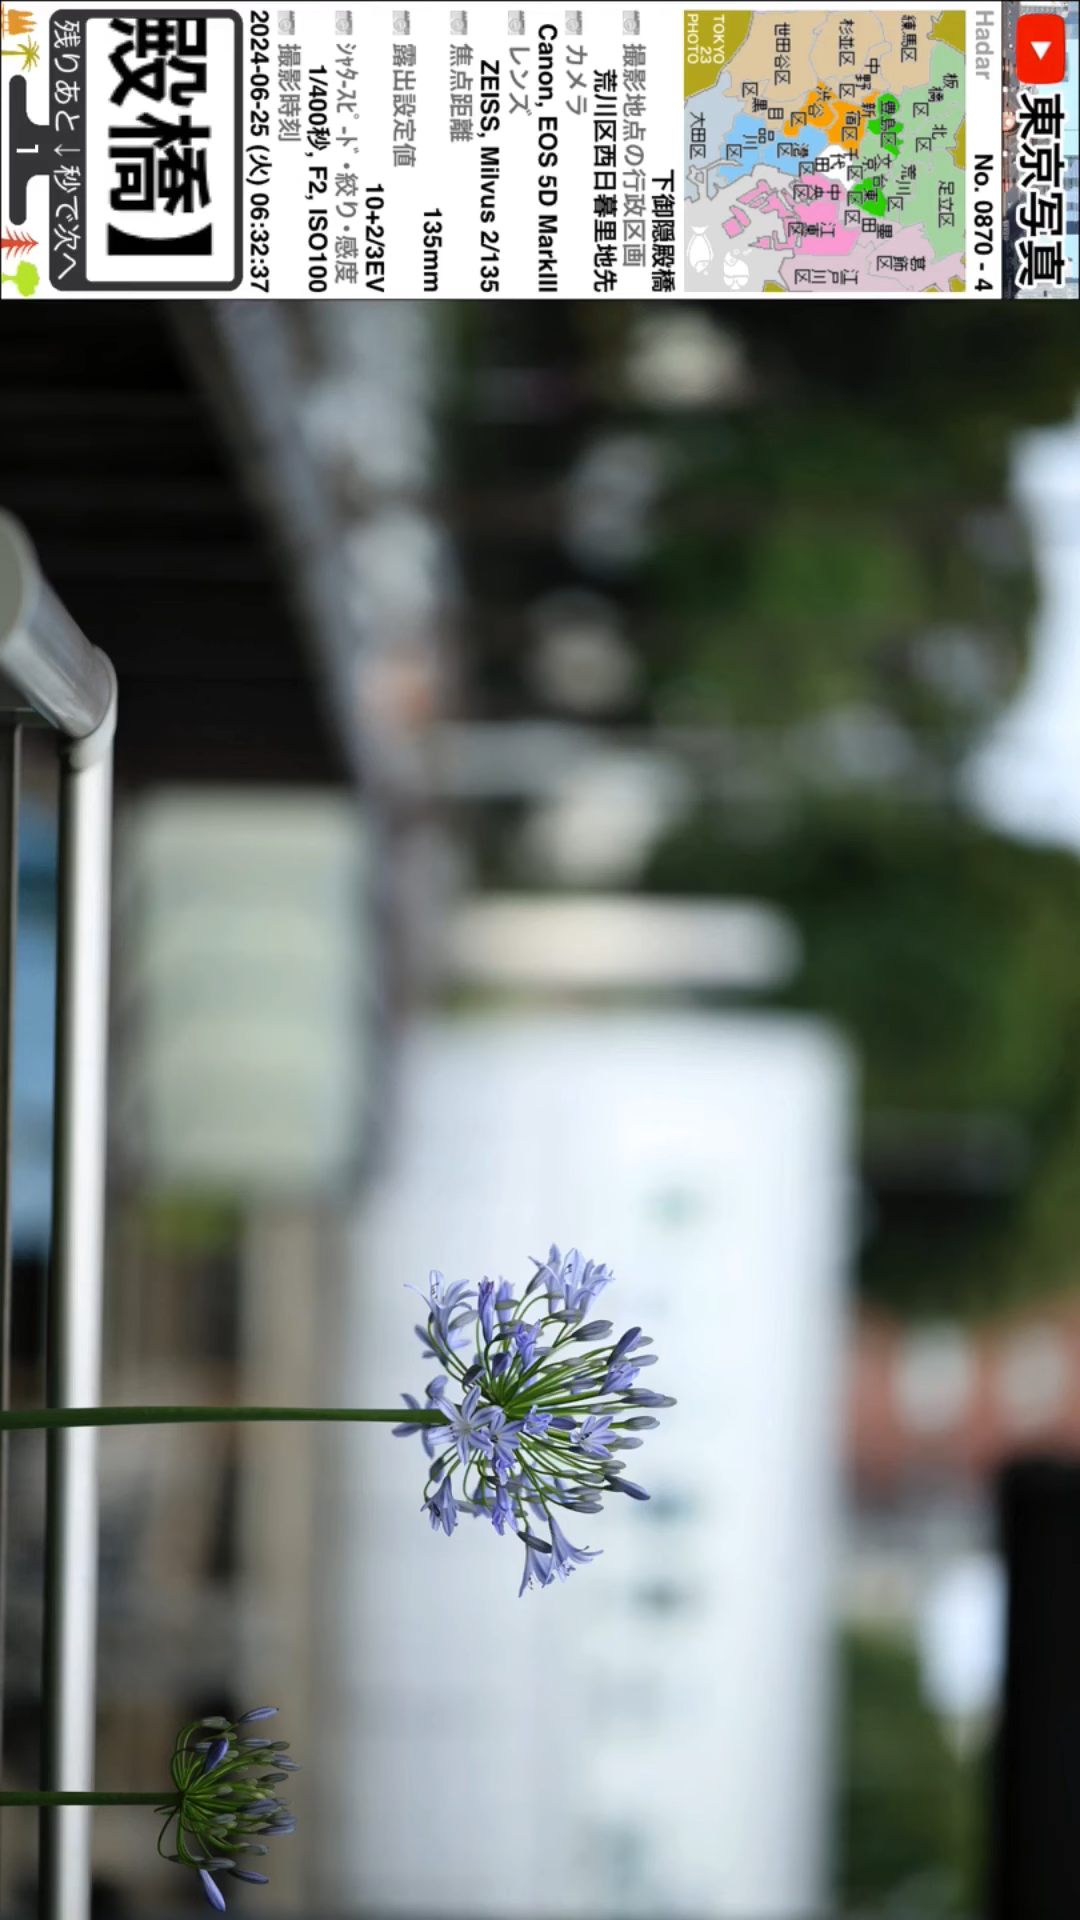 東京写真
Hadar No. 0870 - 4
練馬区
板橋区
北区
足立区
杉並区
中野区
豊島区
荒川区
葛飾
世田谷区
渋谷区
新宿区
文京区
台東区
墨田区
目黒区
港区
千代田区
中央区
江東区
江戸川区
大田区
品川区
TOKYO
23
PHOTO
下御隠殿橋
撮影地点の行政区画
荒川区西日暮里地先
カメラ
Canon, EOS 5D MarkIII
レンズ
ZEISS, Milvus 2/135
焦点距離
135mm
露出設定値
10+2/3EV
ｼｬﾀｰｽﾋﾟｰﾄﾞ・絞り・感度
1/400秒, F2, ISO100
撮影時刻
2024-06-25 (火) 06:32:37
殿橋】
残りあと↓秒で次へ
1